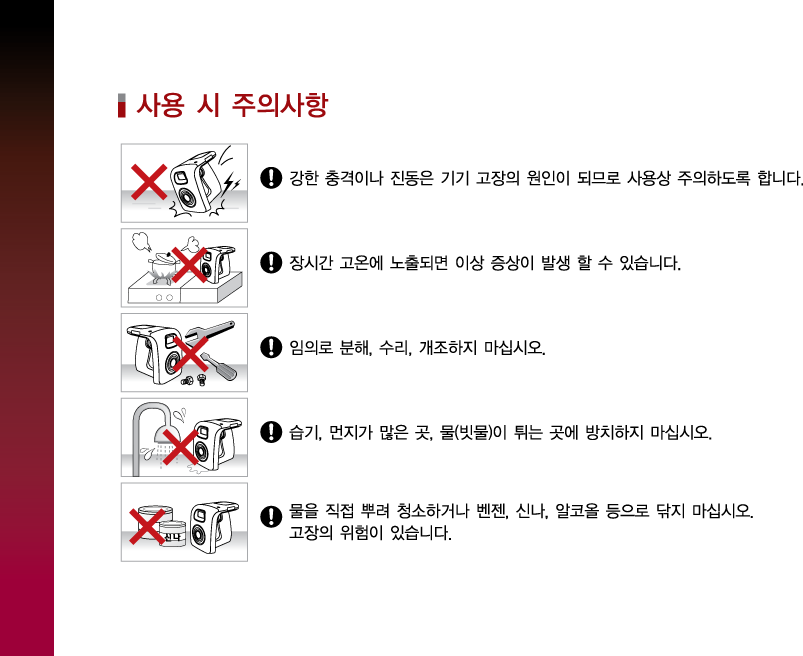 사용 시 주의사항
강한 충격이나 진동은 기기 고장의 원인이 되므로 사용상 주의하도록 합니다.
장시간 고온에 노출되면 이상 증상이 발생 할 수 있습니다.
임의로 분해, 수리, 개조하지 마십시오.
습기, 먼지가 많은 곳, 물(빗물)이 튀는 곳에 방치하지 마십시오.
물을 직접 뿌려 청소하거나 벤젠, 신나, 알코올 등으로 닦지 마십시오.
고장의 위험이 있습니다.
신나